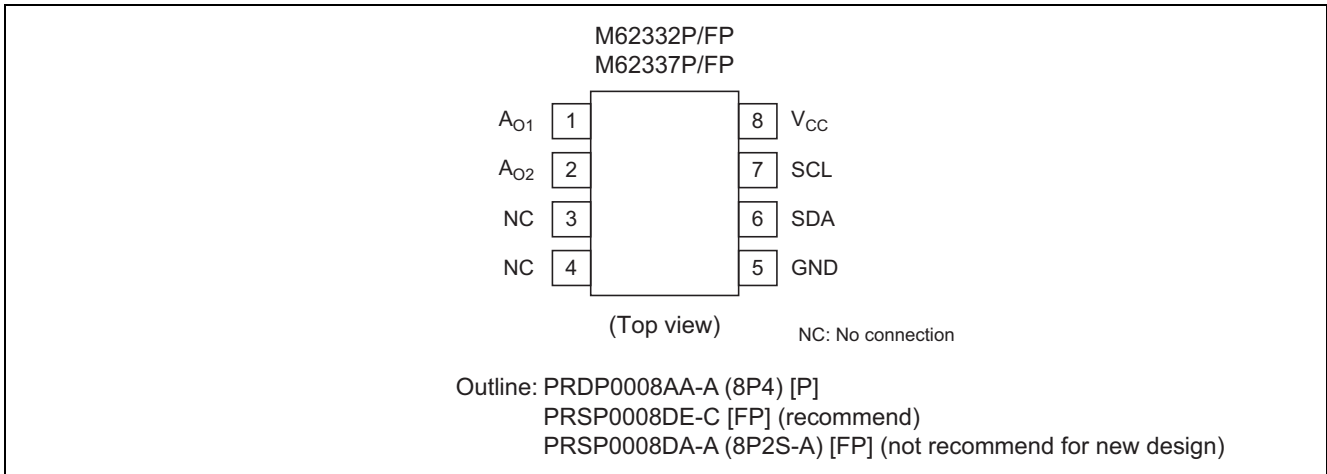 M62332P/FP
M62337P/FP
AO1 1 8 VCC
AO2 2 7 SCL
NC 3 6 SDA
NC 4 5 GND
(Top view)
NC: No connection
Outline: PRDP0008AA-A (8P4) [P]
PRSP0008DE-C [FP] (recommend)
PRSP0008DA-A (8P2S-A) [FP] (not recommend for new design)